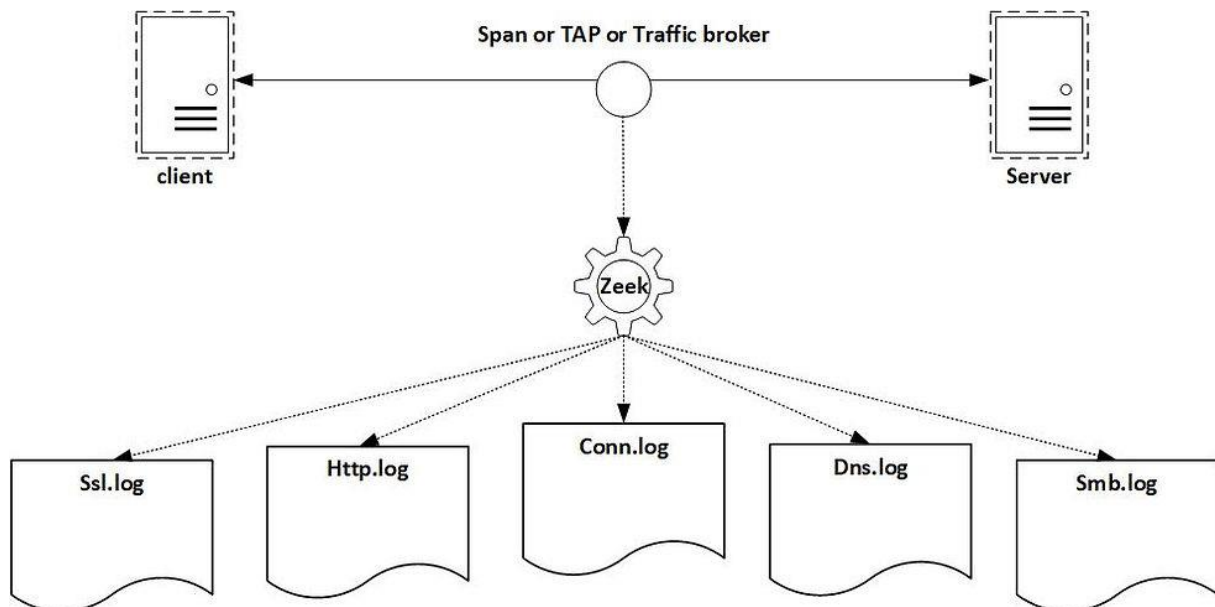 Span or TAP or Traffic broker
client
Server
Zeek
Ssl.log
Http.log
Conn.log
Dns.log
Smb.log